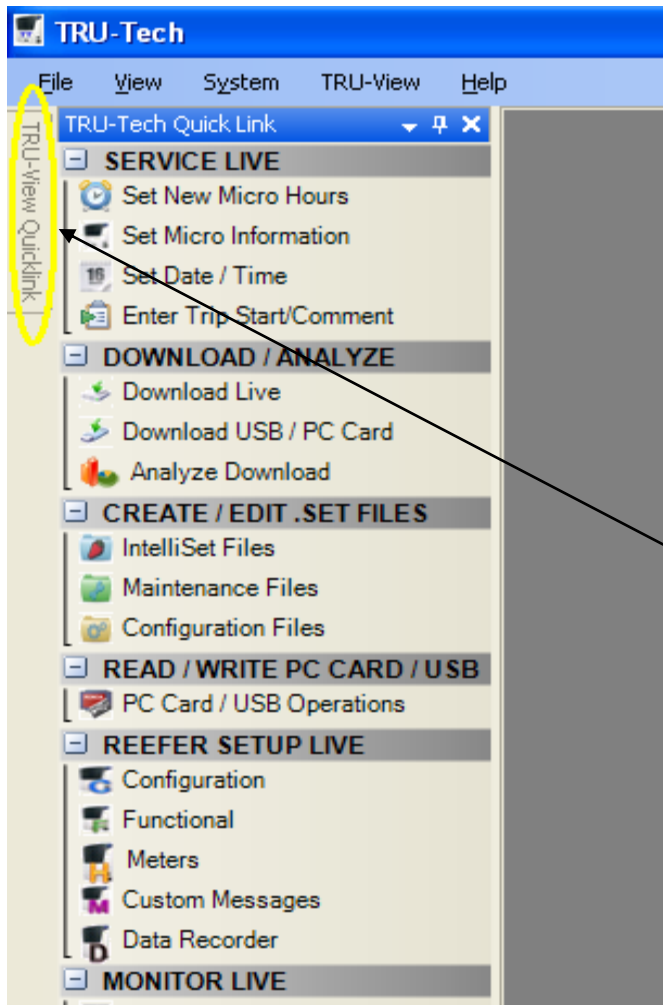 TRU-Tech
File View System TRU-View Help
TRU-View Quicklink
TRU-Tech Quick Link
SERVICE LIVE
Set New Micro Hours
Set Micro Information
16 Set Date / Time
Enter Trip Start/Comment
DOWNLOAD / ANALYZE
Download Live
Download USB / PC Card
Analyze Download
CREATE / EDIT .SET FILES
IntelliSet Files
Maintenance Files
Configuration Files
READ / WRITE PC CARD / USB
PC Card / USB Operations
REEFER SETUP LIVE
Configuration
Functional
Meters
Custom Messages
Data Recorder
MONITOR LIVE